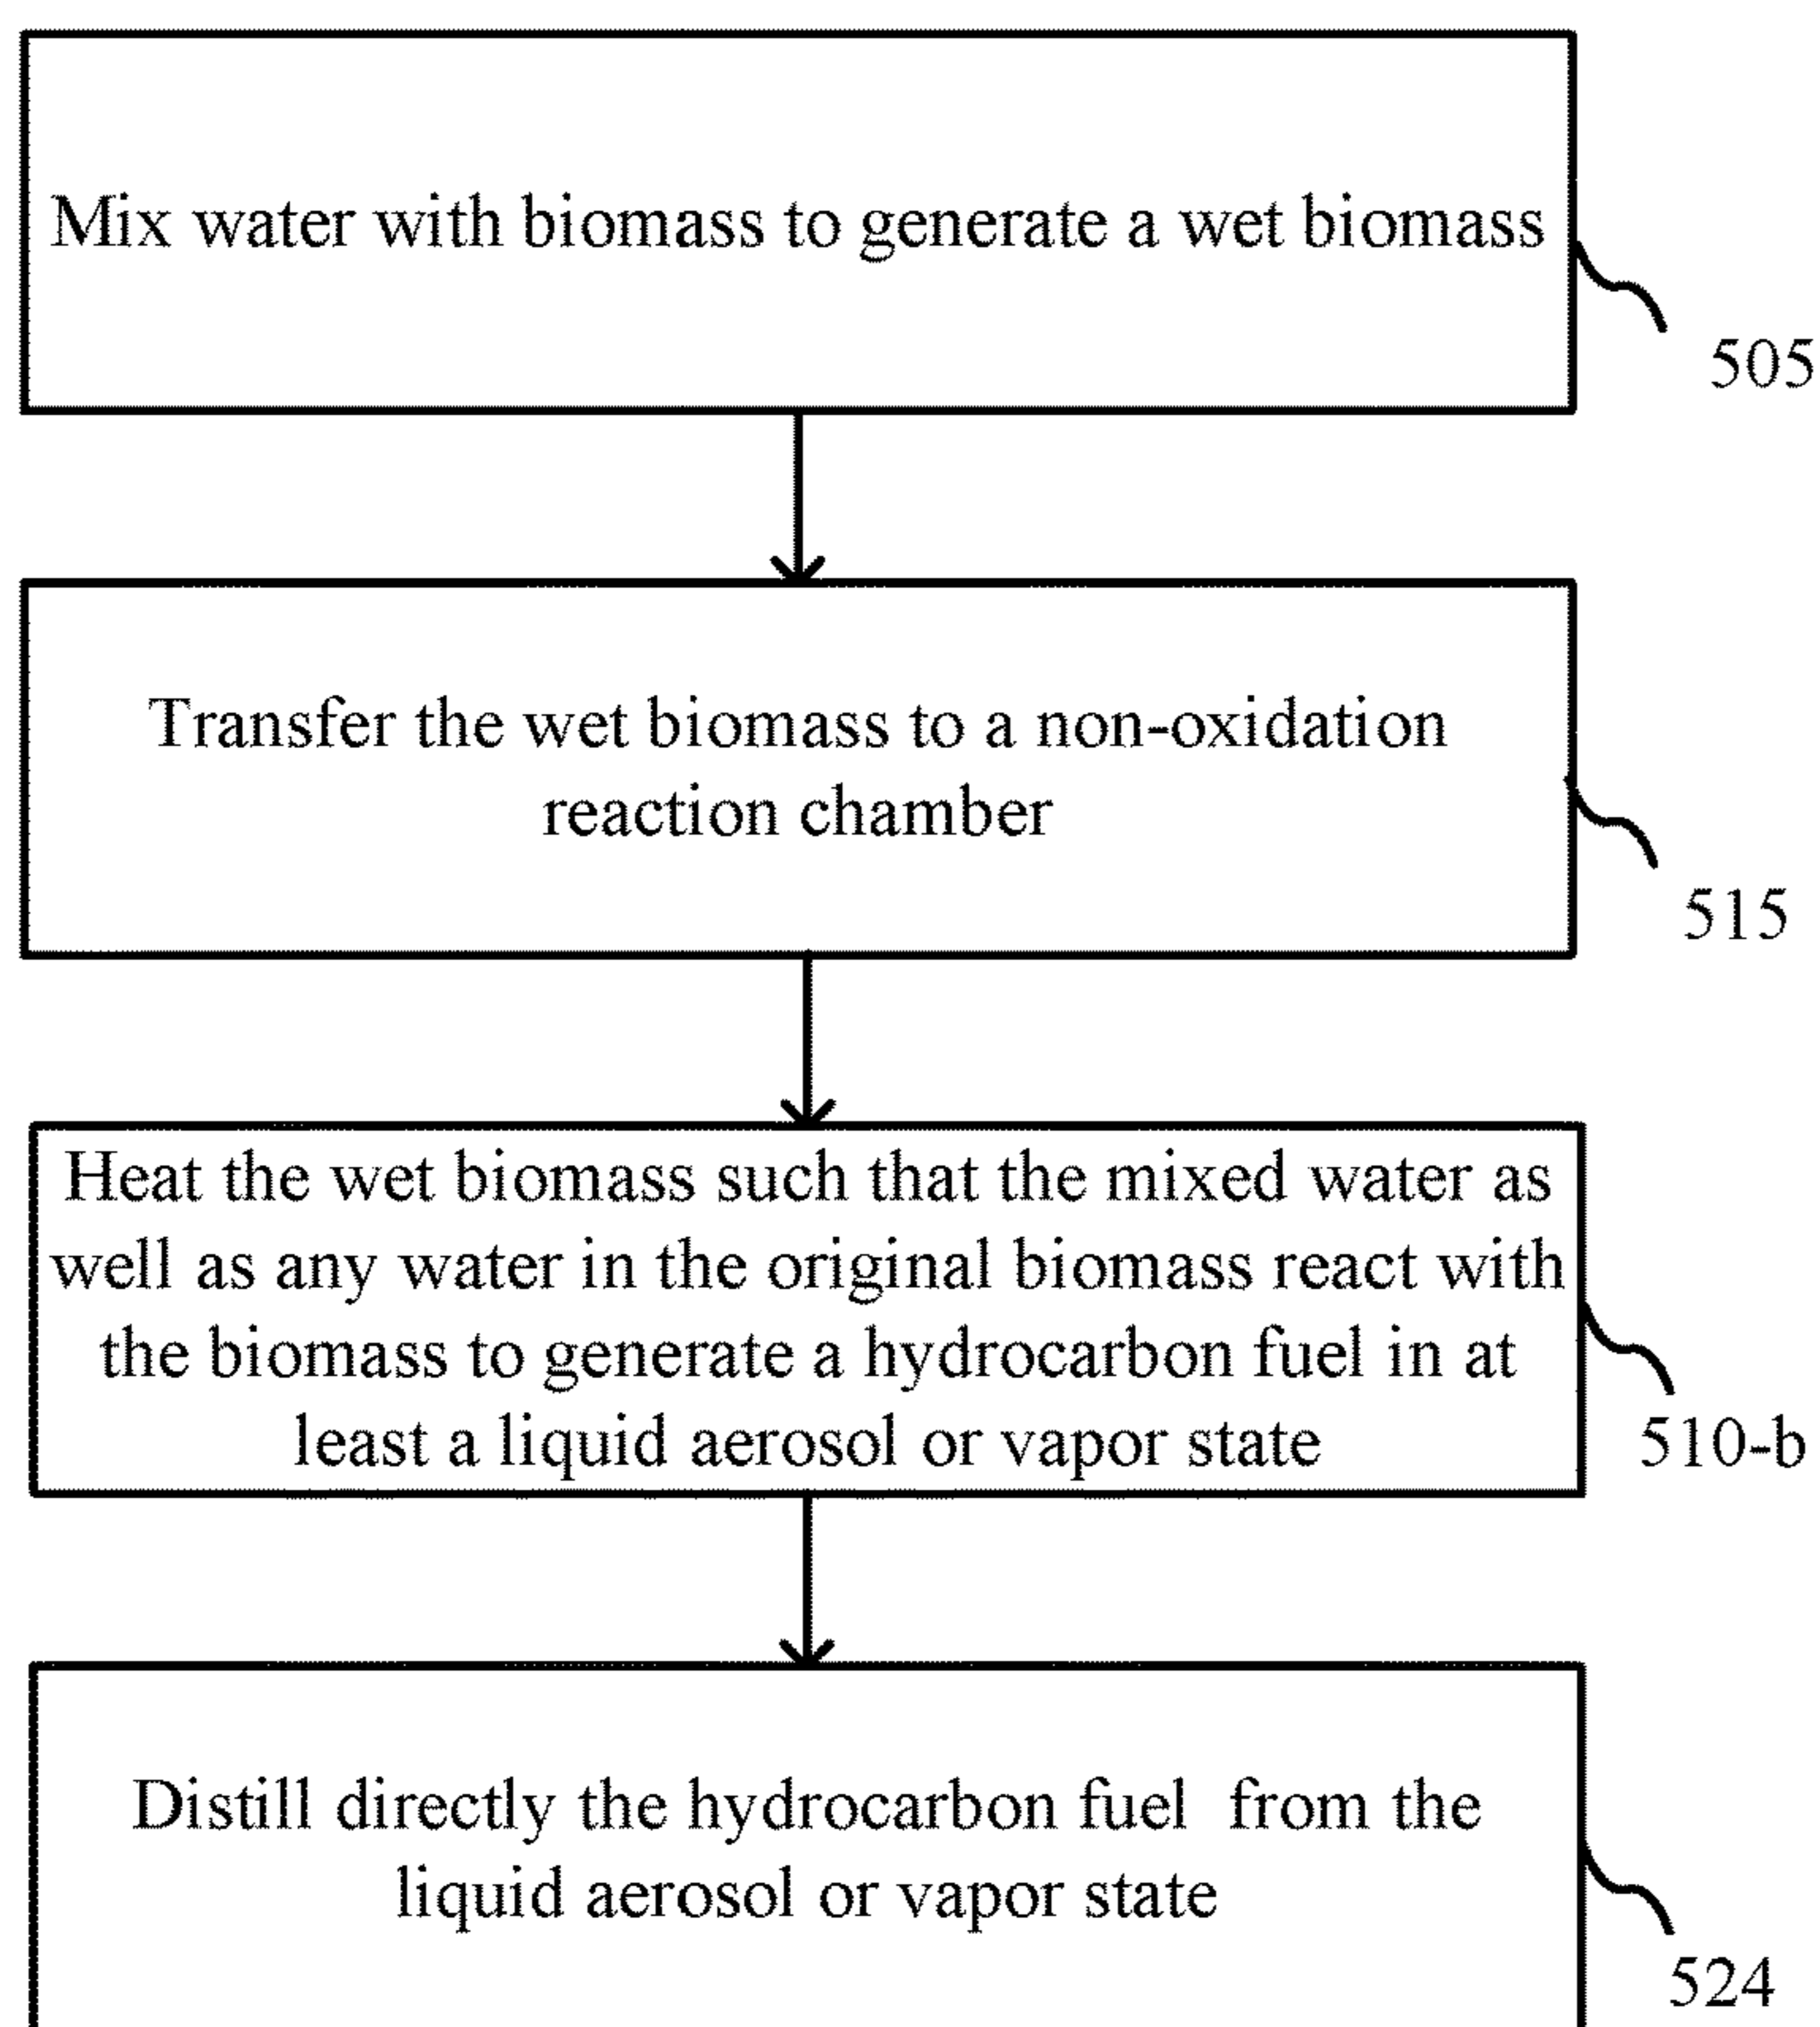 Mix water with biomass to generate a wet biomass
505
Transfer the wet biomass to a non-oxidation
reaction chamber
515
Heat the wet biomass such that the mixed water as
well as any water in the original biomass react with
the biomass to generate a hydrocarbon fuel in at
least a liquid aerosol or vapor state
510-b
Distill directly the hydrocarbon fuel from the
liquid aerosol or vapor state
524